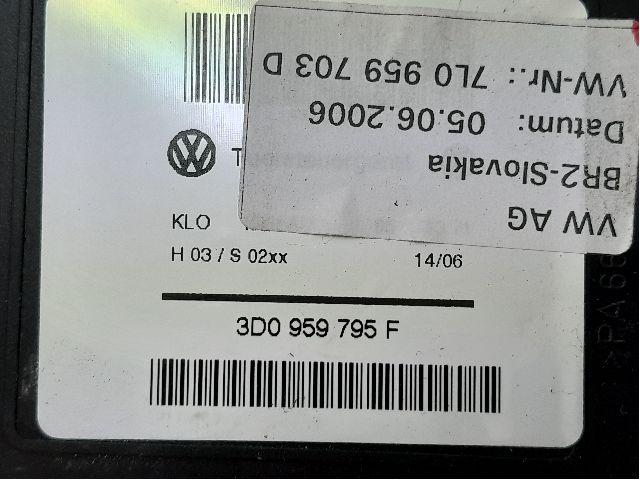 VW AG
BR2-Slovakia
Datum: 05.06.2006
VW-Nr.: 7L0 959 703 D
KLO
H 03 / S 02xx 14/06
3D0 959 795 F